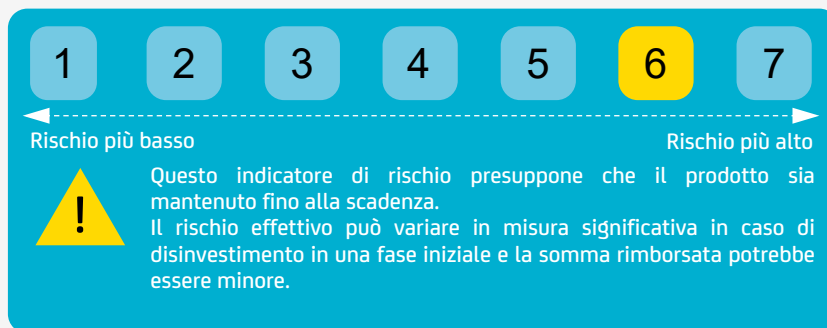 1 2 3 4 5 6 7
Rischio più basso Rischio più alto
!
Questo indicatore di rischio presuppone che il prodotto sia
mantenuto fino alla scadenza.
Il rischio effettivo può variare in misura significativa in caso di
disinvestimento in una fase iniziale e la somma rimborsata potrebbe
essere minore.